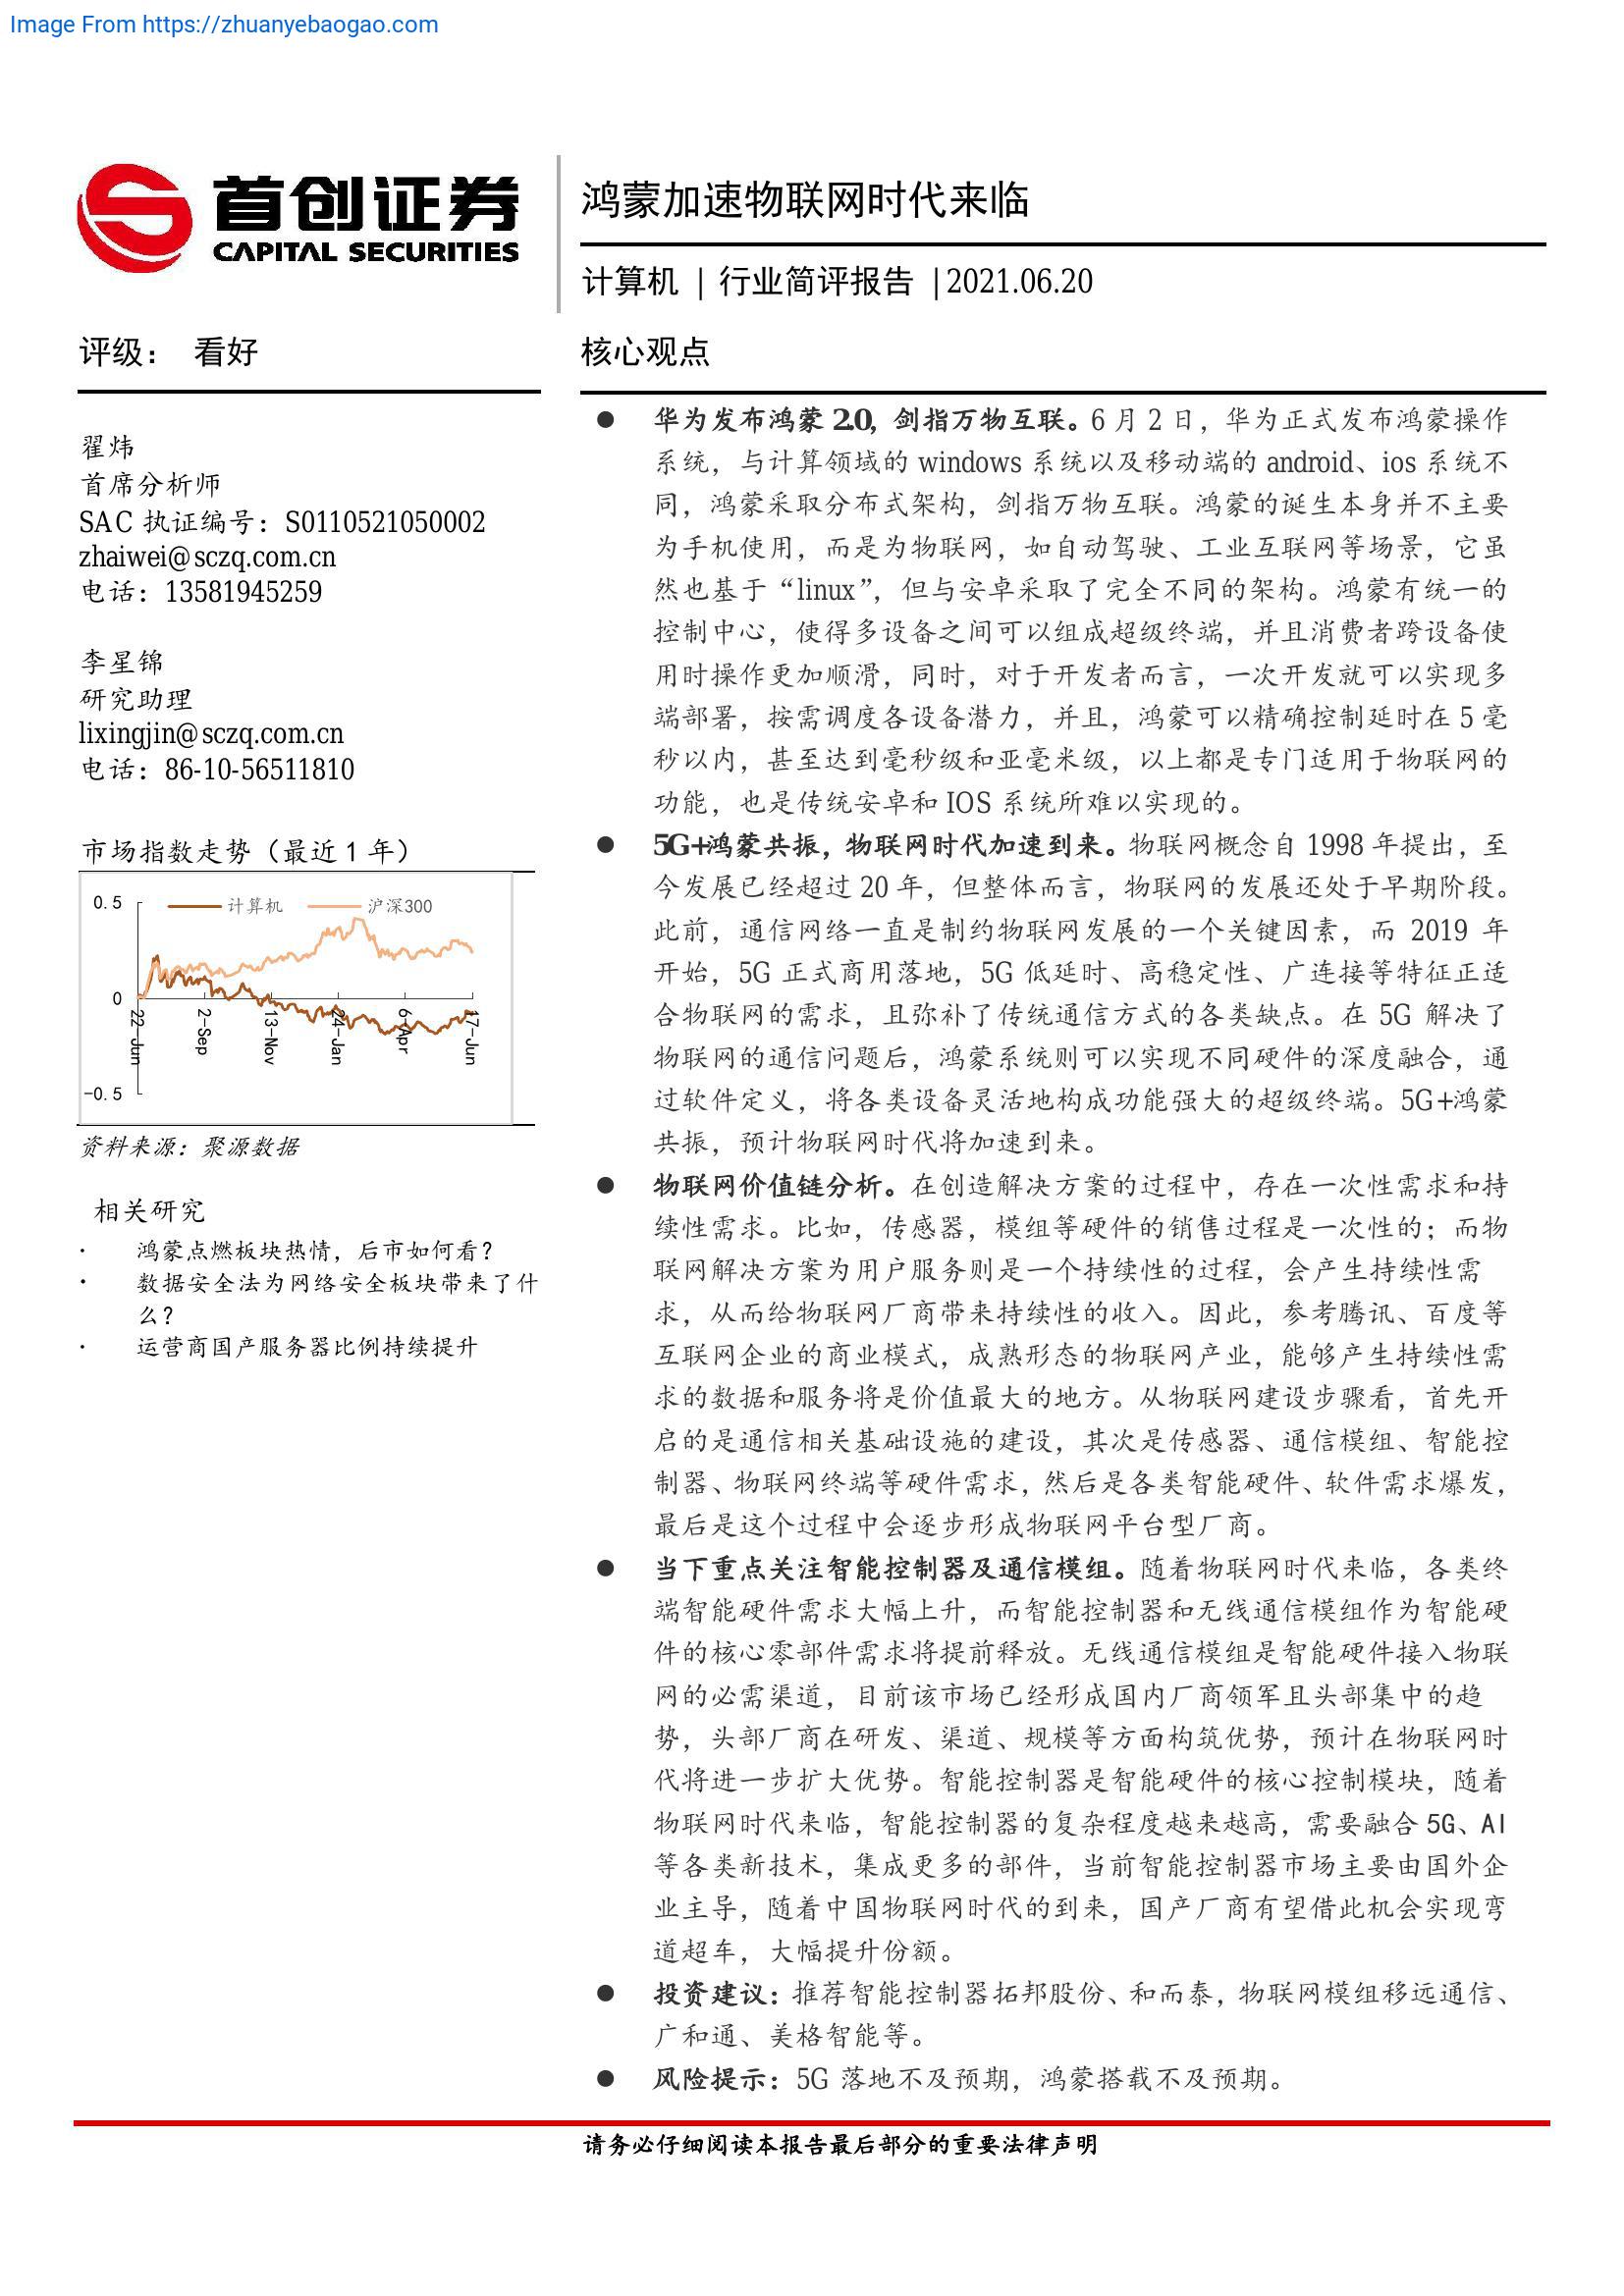 Image From https://zhuanyebaogao.com
首创证券
CAPITAL SECURITIES
鸿蒙加速物联网时代来临
计算机 | 行业简评报告 |2021.06.20
评级： 看好
翟炜
首席分析师
SAC 执证编号：S0110521050002
zhaiwei@sczq.com.cn
电话：13581945259
李星锦
研究助理
lixingjin@sczq.com.cn
电话：86-10-56511810
市场指数走势（最近 1 年）
计算机 沪深300
0.5
0
-0.5
22-Jun
2-Sep
13-Nov
24-Jan
6-Apr
17-Jun
资料来源：聚源数据
相关研究
· 鸿蒙点燃板块热情，后市如何看？
· 数据安全法为网络安全板块带来了什
么？
· 运营商国产服务器比例持续提升
核心观点
● 华为发布鸿蒙 2.0，剑指万物互联。6 月 2 日，华为正式发布鸿蒙操作
系统，与计算领域的 windows 系统以及移动端的 android、ios 系统不
同，鸿蒙采取分布式架构，剑指万物互联。鸿蒙的诞生本身并不主要
为手机使用，而是为物联网，如自动驾驶、工业互联网等场景，它虽
然也基于“linux”，但与安卓采取了完全不同的架构。鸿蒙有统一的
控制中心，使得多设备之间可以组成超级终端，并且消费者跨设备使
用时操作更加顺滑，同时，对于开发者而言，一次开发就可以实现多
端部署，按需调度各设备潜力，并且，鸿蒙可以精确控制延时在 5 毫
秒以内，甚至达到毫秒级和亚毫米级，以上都是专门适用于物联网的
功能，也是传统安卓和 IOS 系统所难以实现的。
● 5G+鸿蒙共振，物联网时代加速到来。物联网概念自 1998 年提出，至
今发展已经超过 20 年，但整体而言，物联网的发展还处于早期阶段。
此前，通信网络一直是制约物联网发展的一个关键因素，而 2019 年
开始，5G 正式商用落地，5G 低延时、高稳定性、广连接等特征正适
合物联网的需求，且弥补了传统通信方式的各类缺点。在 5G 解决了
物联网的通信问题后，鸿蒙系统则可以实现不同硬件的深度融合，通
过软件定义，将各类设备灵活地构成功能强大的超级终端。5G+鸿蒙
共振，预计物联网时代将加速到来。
● 物联网价值链分析。在创造解决方案的过程中，存在一次性需求和持
续性需求。比如，传感器，模组等硬件的销售过程是一次性的；而物
联网解决方案为用户服务则是一个持续性的过程，会产生持续性需
求，从而给物联网厂商带来持续性的收入。因此，参考腾讯、百度等
互联网企业的商业模式，成熟形态的物联网产业，能够产生持续性需
求的数据和服务将是价值最大的地方。从物联网建设步骤看，首先开
启的是通信相关基础设施的建设，其次是传感器、通信模组、智能控
制器、物联网终端等硬件需求，然后是各类智能硬件、软件需求爆发，
最后是这个过程中会逐步形成物联网平台型厂商。
● 当下重点关注智能控制器及通信模组。随着物联网时代来临，各类终
端智能硬件需求大幅上升，而智能控制器和无线通信模组作为智能硬
件的核心零部件需求将提前释放。无线通信模组是智能硬件接入物联
网的必需渠道，目前该市场已经形成国内厂商领军且头部集中的趋
势，头部厂商在研发、渠道、规模等方面构筑优势，预计在物联网时
代将进一步扩大优势。智能控制器是智能硬件的核心控制模块，随着
物联网时代来临，智能控制器的复杂程度越来越高，需要融合 5G、AI
等各类新技术，集成更多的部件，当前智能控制器市场主要由国外企
业主导，随着中国物联网时代的到来，国产厂商有望借此机会实现弯
道超车，大幅提升份额。
● 投资建议：推荐智能控制器拓邦股份、和而泰，物联网模组移远通信、
广和通、美格智能等。
● 风险提示：5G 落地不及预期，鸿蒙搭载不及预期。
请务必仔细阅读本报告最后部分的重要法律声明